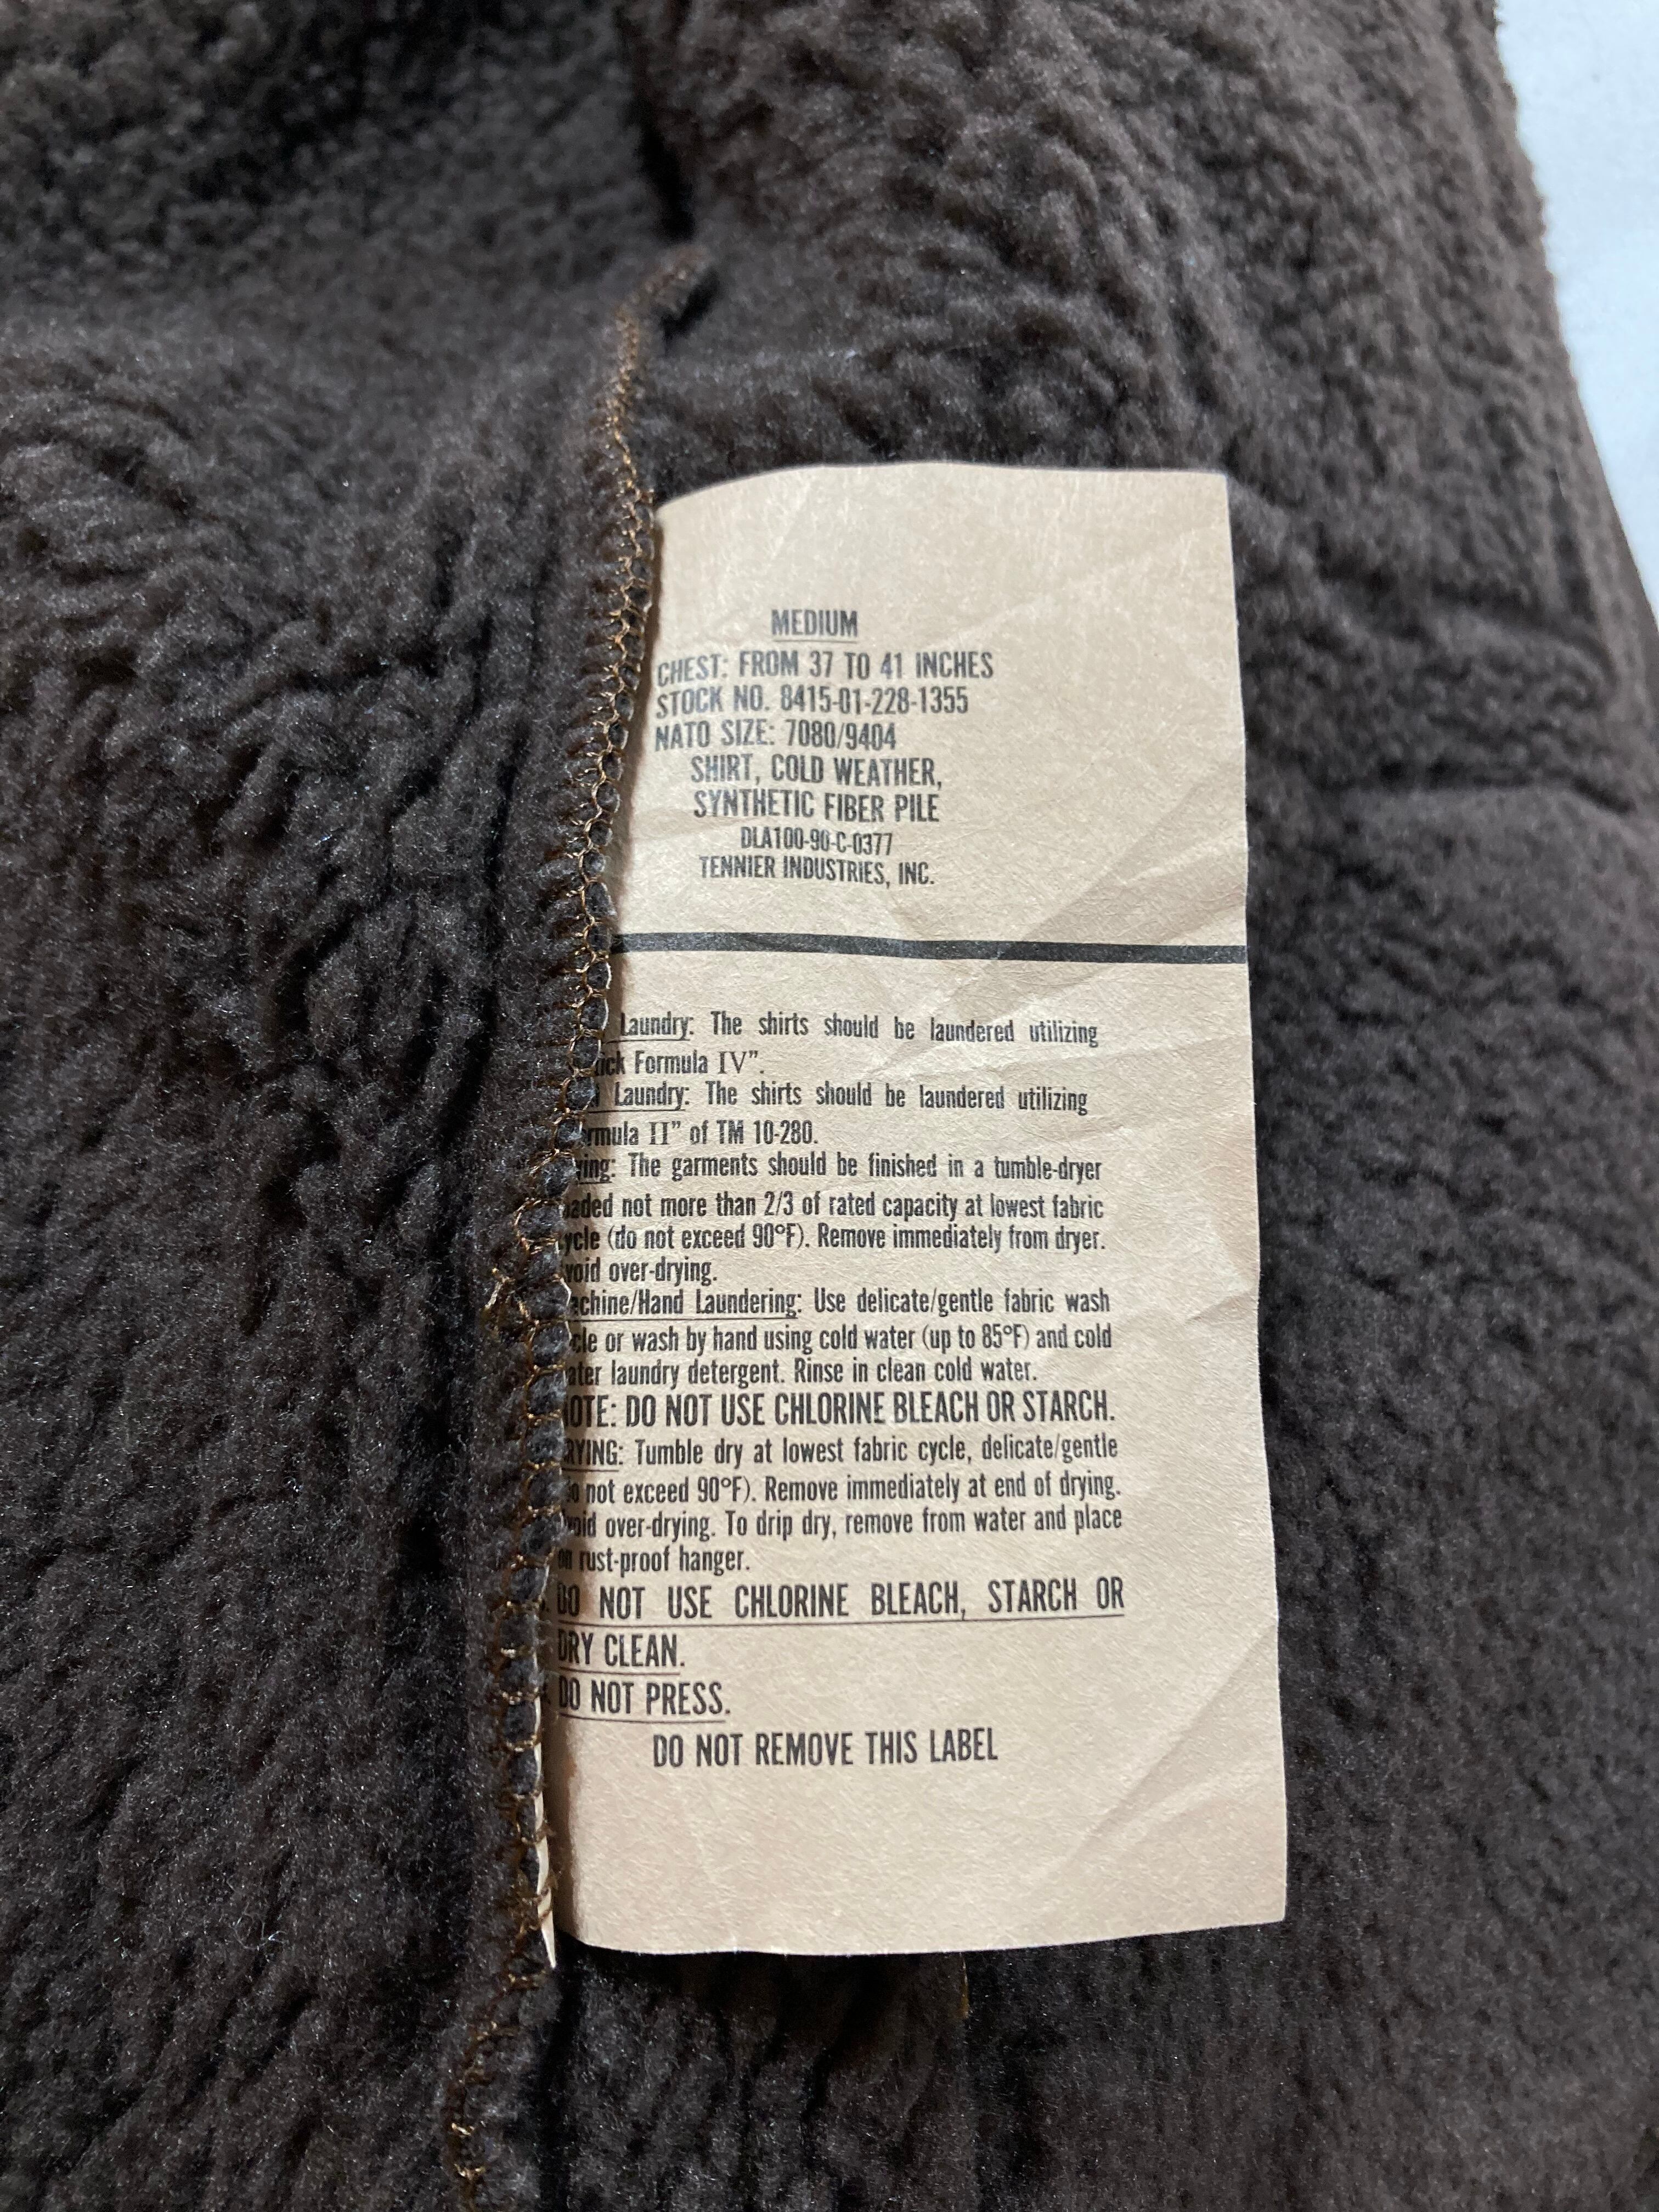 MEDIUM
CHEST: FROM 37 TO 41 INCHES
STOCK NO. 8415-01-228-1355
NATO SIZE: 7080/9404
SHIRT, COLD WEATHER,
SYNTHETIC FIBER PILE
DLA100-90-C-0377
TENNIER INDUSTRIES, INC.
Laundry: The shirts should be laundered utilizing
Formula IV”.
Laundry: The shirts should be laundered utilizing
II” of TM 10-280.
The garments should be finished in a tumble-dryer
not more than 2/3 of rated capacity at lowest fabric
(do not exceed 90°F). Remove immediately from dryer.
over-drying.
Laundering: Use delicate/gentle fabric wash
or wash by hand using cold water (up to 85°F) and cold
laundry detergent. Rinse in clean cold water.
NOTE: DO NOT USE CHLORINE BLEACH OR STARCH.
Tumble dry at lowest fabric cycle, delicate/gentle
not exceed 90°F). Remove immediately at end of drying.
over-drying. To drip dry, remove from water and place
on rust-proof hanger.
DO NOT USE CHLORINE BLEACH, STARCH OR
DRY CLEAN.
DO NOT PRESS.
DO NOT REMOVE THIS LABEL